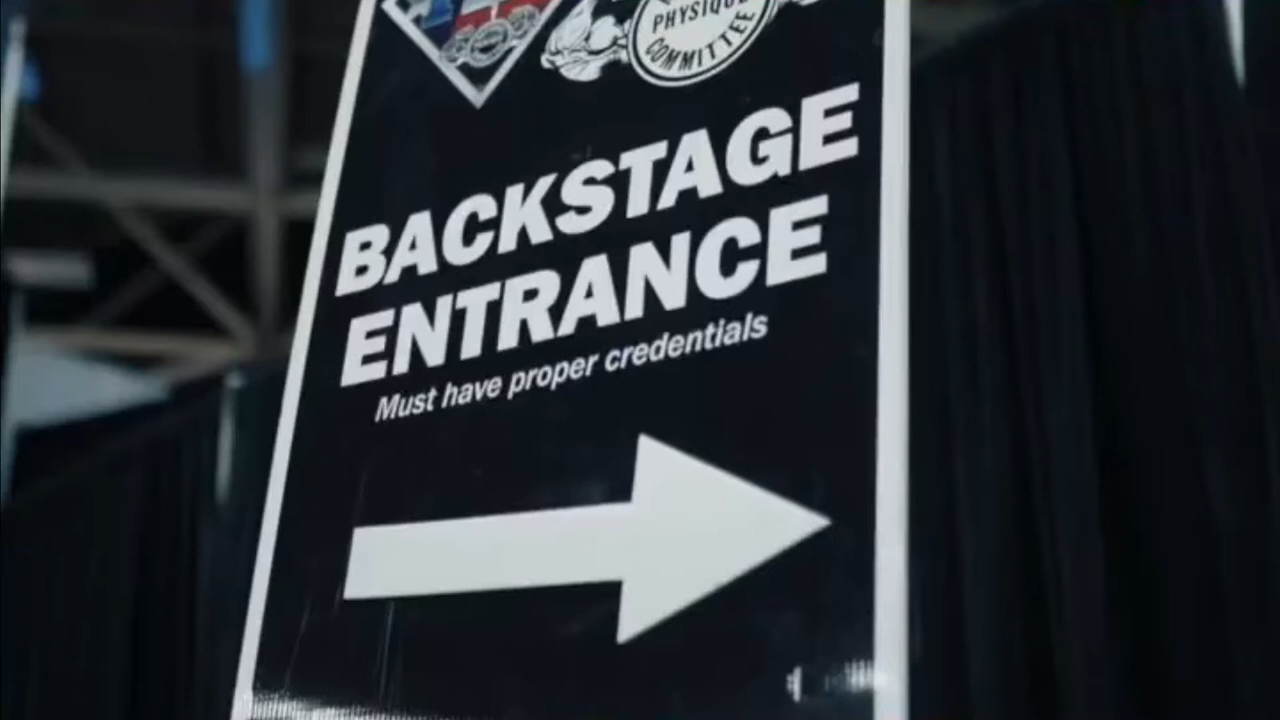 PHYSIQUE
COMMITTEE
BACKSTAGE
ENTRANCE
Must have proper credentials